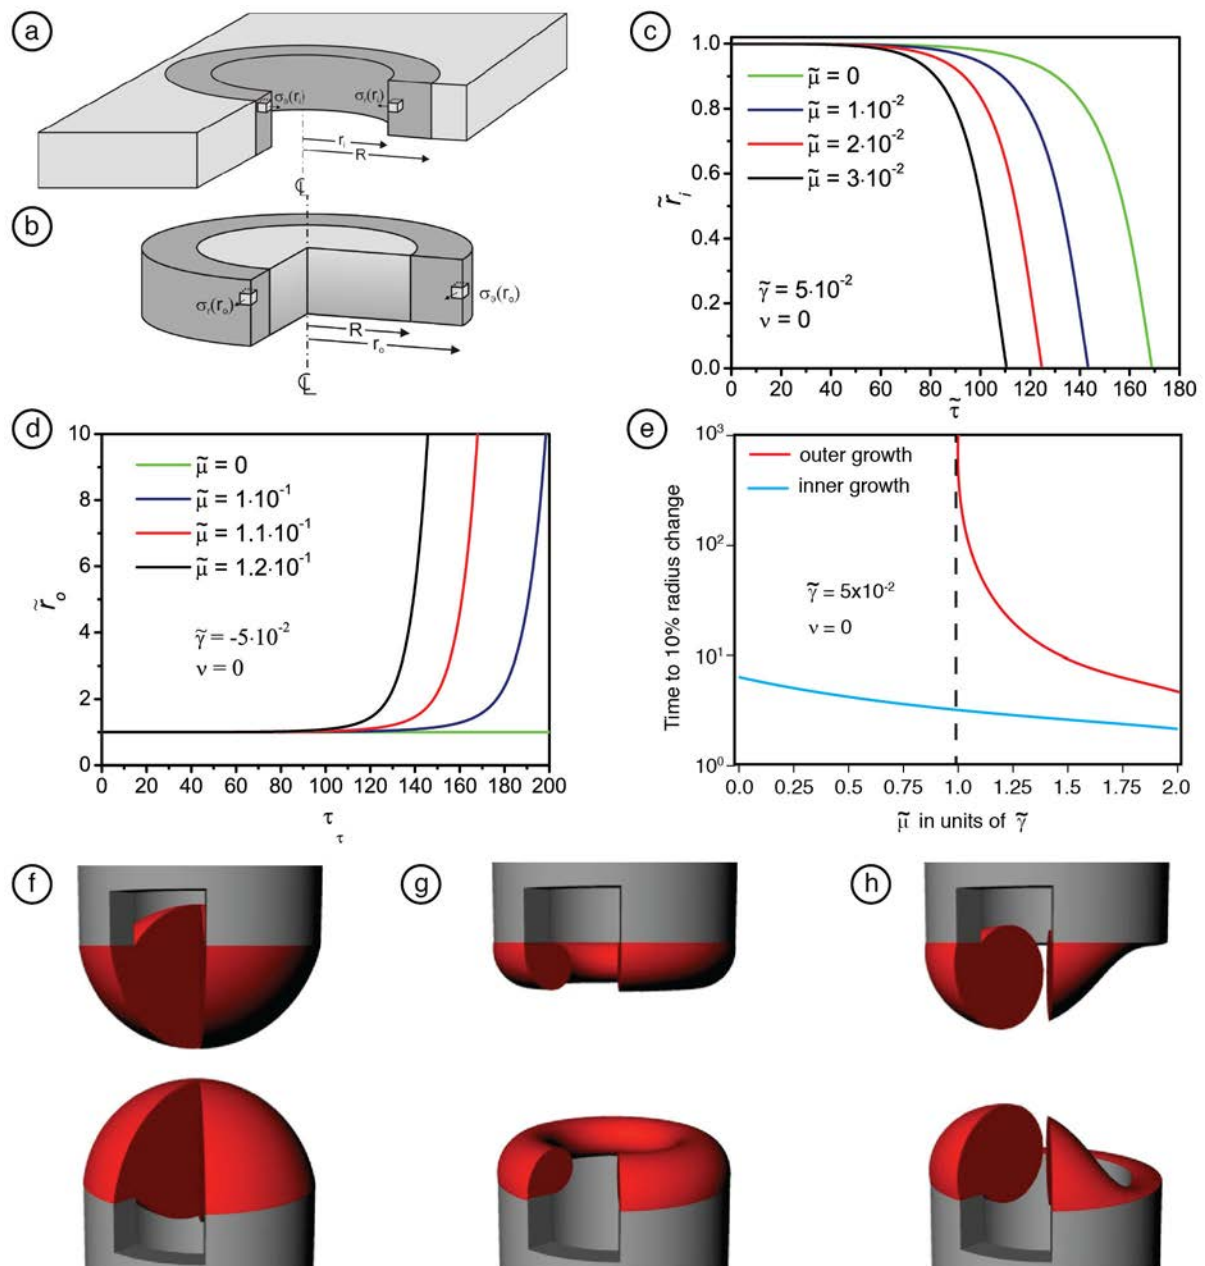 a
σ₉(rᵢ)
σᵣ(rᵢ)
rᵢ
R
℄
b
σᵣ(rₒ)
σ₉(rₒ)
R
rₒ
℄
c
1.0
0.8
0.6
0.4
0.2
0.0
r̃ᵢ
μ̃ = 0
μ̃ = 1·10⁻²
μ̃ = 2·10⁻²
μ̃ = 3·10⁻²
γ̃ = 5·10⁻²
ν = 0
0 20 40 60 80 100 120 140 160 180
τ̃
d
10
8
6
4
2
0
r̃ₒ
μ̃ = 0
μ̃ = 1·10⁻¹
μ̃ = 1.1·10⁻¹
μ̃ = 1.2·10⁻¹
γ̃ = -5·10⁻²
ν = 0
0 20 40 60 80 100 120 140 160 180 200
τ
τ
e
10³
10²
10¹
10⁰
Time to 10% radius change
outer growth
inner growth
γ̃ = 5x10⁻²
ν = 0
0.0 0.25 0.5 0.75 1.0 1.25 1.5 1.75 2.0
μ̃ in units of γ̃
f
g
h